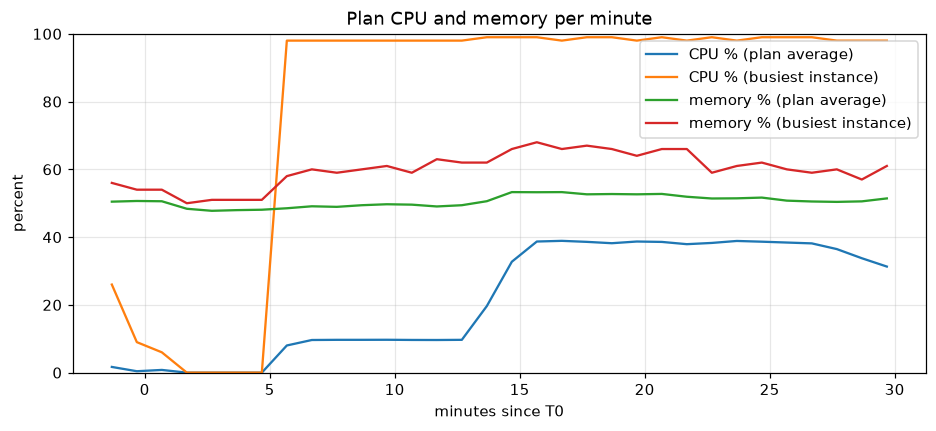 Plan CPU and memory per minute
100
80
60
40
20
0
percent
CPU % (plan average)
CPU % (busiest instance)
memory % (plan average)
memory % (busiest instance)
0 5 10 15 20 25 30
minutes since T0